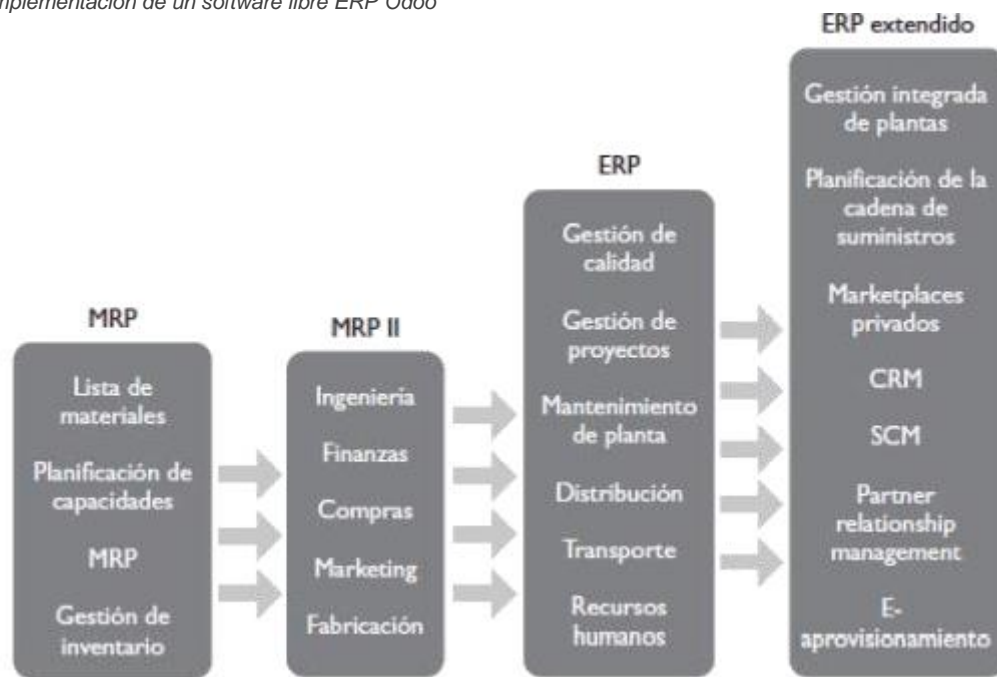 mplementación de un software libre ERP Odoo
MRP
Lista de
materiales
Planificación de
capacidades
MRP
Gestión de
inventario
MRP II
Ingeniería
Finanzas
Compras
Marketing
Fabricación
ERP
Gestión de
calidad
Gestión de
proyectos
Mantenimiento
de planta
Distribución
Transporte
Recursos
humanos
ERP extendido
Gestión integrada
de plantas
Planificación de la
cadena de
suministros
Marketplaces
privados
CRM
SCM
Partner
relationship
management
E-
aprovisionamiento